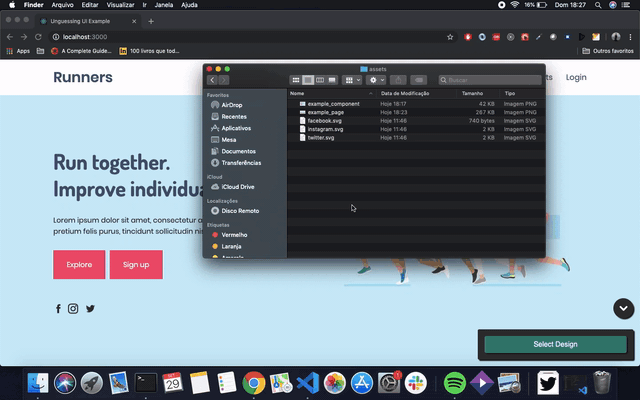 Finder Arquivo Editar Visualizar Ir Janela Ajuda 16% Dom 18:27
Unguessing UI Example
localhost:3000
Apps A Complete Guide... 100 livros que tod... Outros favoritos
Runners
Login
assets
Buscar
Favoritos
AirDrop
Recentes
Aplicativos
Mesa
Documentos
Transferências
iCloud
iCloud Drive
Localizações
Disco Remoto
Etiquetas
Vermelho
Laranja
Nome Data de Modificação Tamanho Tipo
example_component Hoje 18:17 42 KB Imagem PNG
example_page Hoje 18:23 267 KB Imagem PNG
facebook.svg Hoje 11:46 740 bytes Imagem SVG
instagram.svg Hoje 11:46 2 KB Imagem SVG
twitter.svg Hoje 11:46 2 KB Imagem SVG
Run together.
Improve individua
Lorem ipsum dolor sit amet, consectetur a
pretium felis purus, tincidunt sollicitudin
Explore Sign up
Select Design
29
1